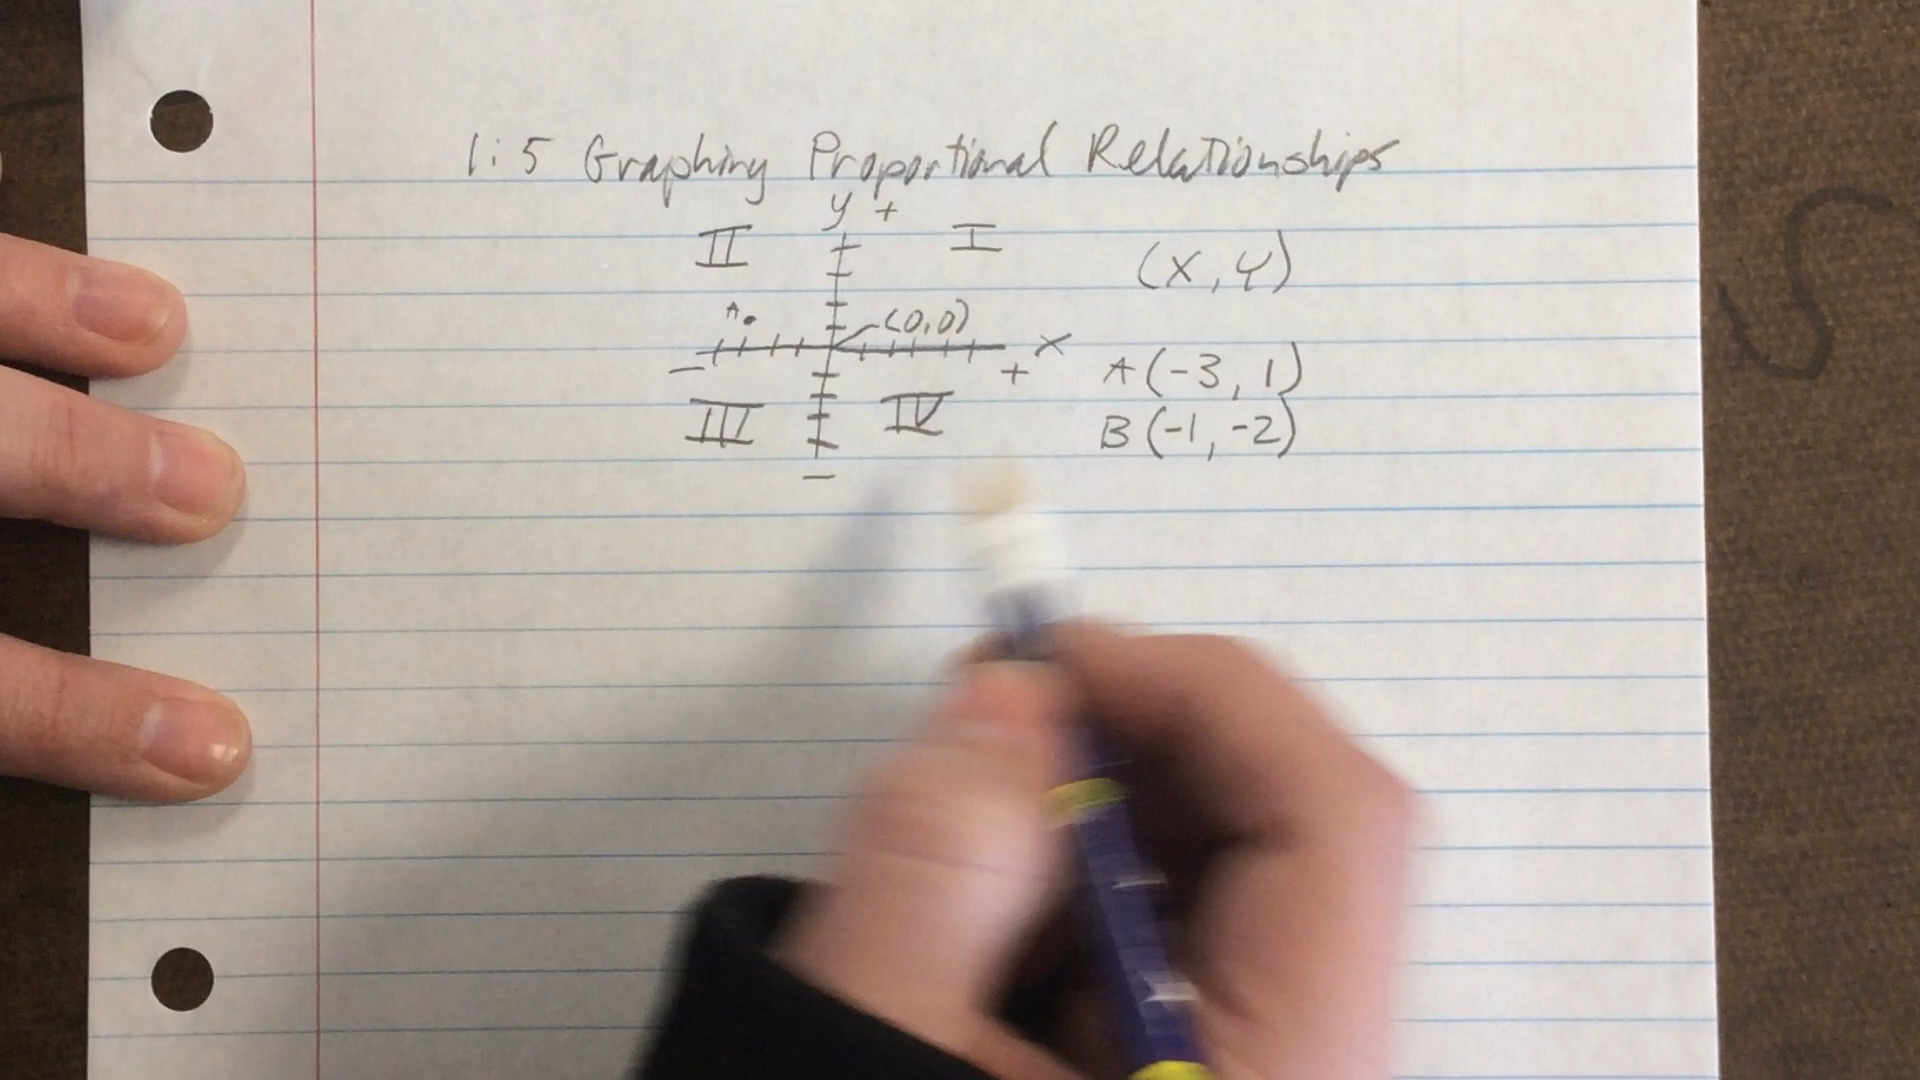 1:5 Graphing Proportional Relationships
y +
II I (X, Y)
A (0,0)
- + X A (-3, 1)
III IV B (-1, -2)
-